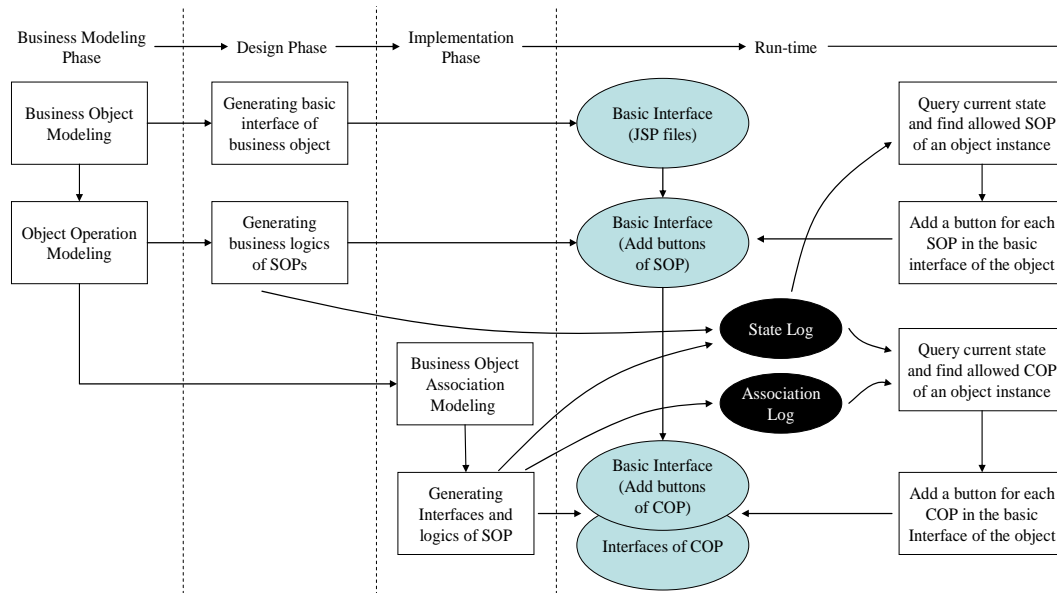 Business Modeling
Phase
Design Phase
Implementation
Phase
Run-time
Business Object
Modeling
Generating basic
interface of
business object
Basic Interface
(JSP files)
Query current state
and find allowed SOP
of an object instance
Object Operation
Modeling
Generating
business logics
of SOPs
Basic Interface
(Add buttons
of SOP)
Add a button for each
SOP in the basic
interface of the object
State Log
Business Object
Association
Modeling
Query current state
and find allowed COP
of an object instance
Association
Log
Generating
Interfaces and
logics of SOP
Basic Interface
(Add buttons
of COP)
Interfaces of COP
Add a button for each
COP in the basic
Interface of the object